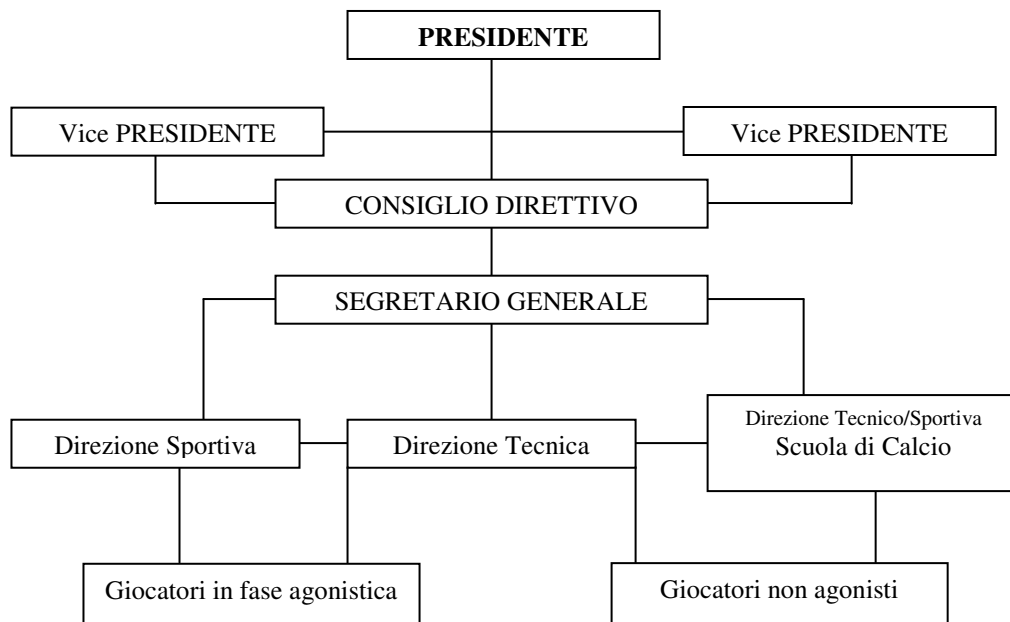 PRESIDENTE
Vice PRESIDENTE
Vice PRESIDENTE
CONSIGLIO DIRETTIVO
SEGRETARIO GENERALE
Direzione Sportiva
Direzione Tecnica
Direzione Tecnico/Sportiva
Scuola di Calcio
Giocatori in fase agonistica
Giocatori non agonisti